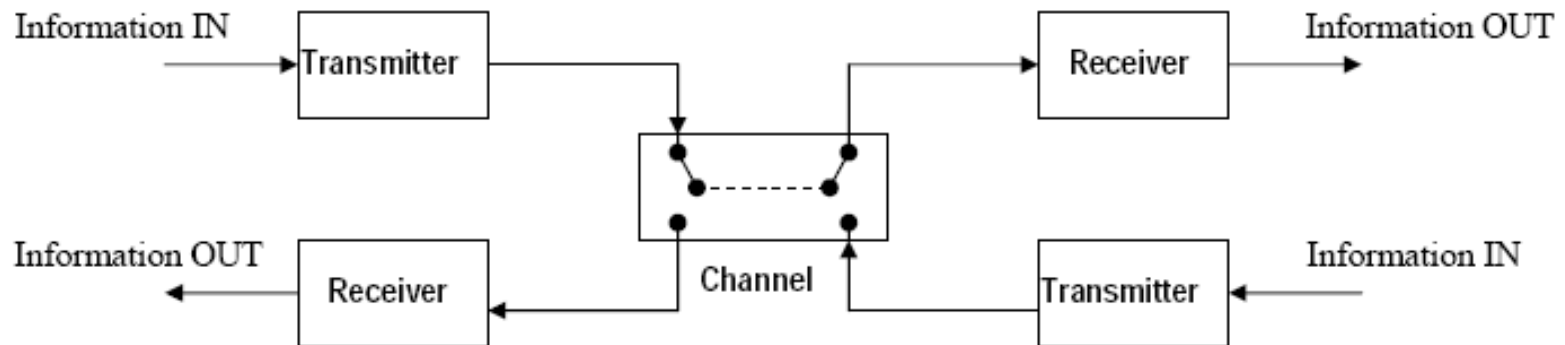 Information IN
Transmitter
Receiver
Information OUT
Information OUT
Receiver
Channel
Transmitter
Information IN